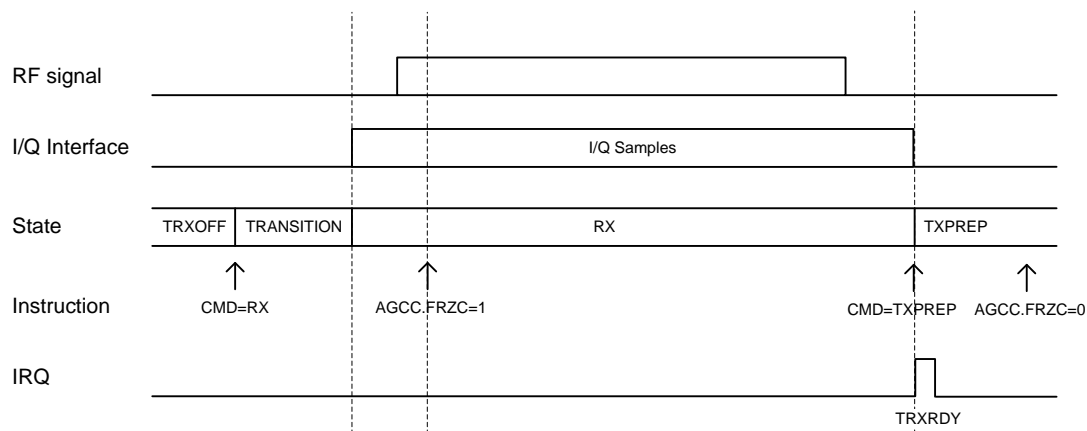 RF signal
I/Q Interface
I/Q Samples
State
TRXOFF
TRANSITION
RX
TXPREP
Instruction
CMD=RX
AGCC.FRZC=1
CMD=TXPREP
AGCC.FRZC=0
IRQ
TRXRDY